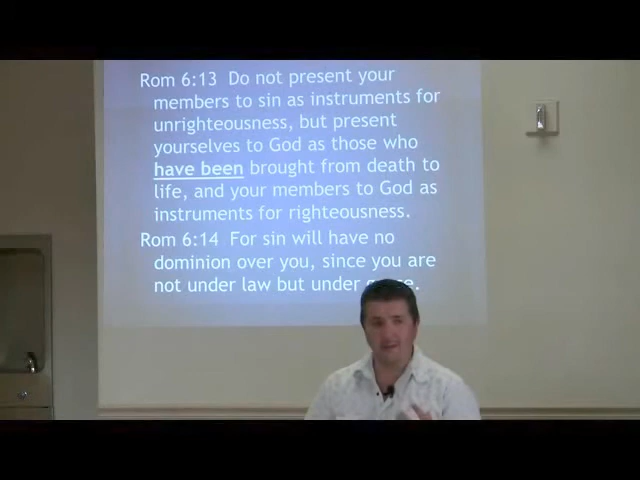 Rom 6:13 Do not present your
members to sin as instruments for
unrighteousness, but present
yourselves to God as those who
have been brought from death to
life, and your members to God as
instruments for righteousness.
Rom 6:14 For sin will have no
dominion over you, since you are
not under law but under